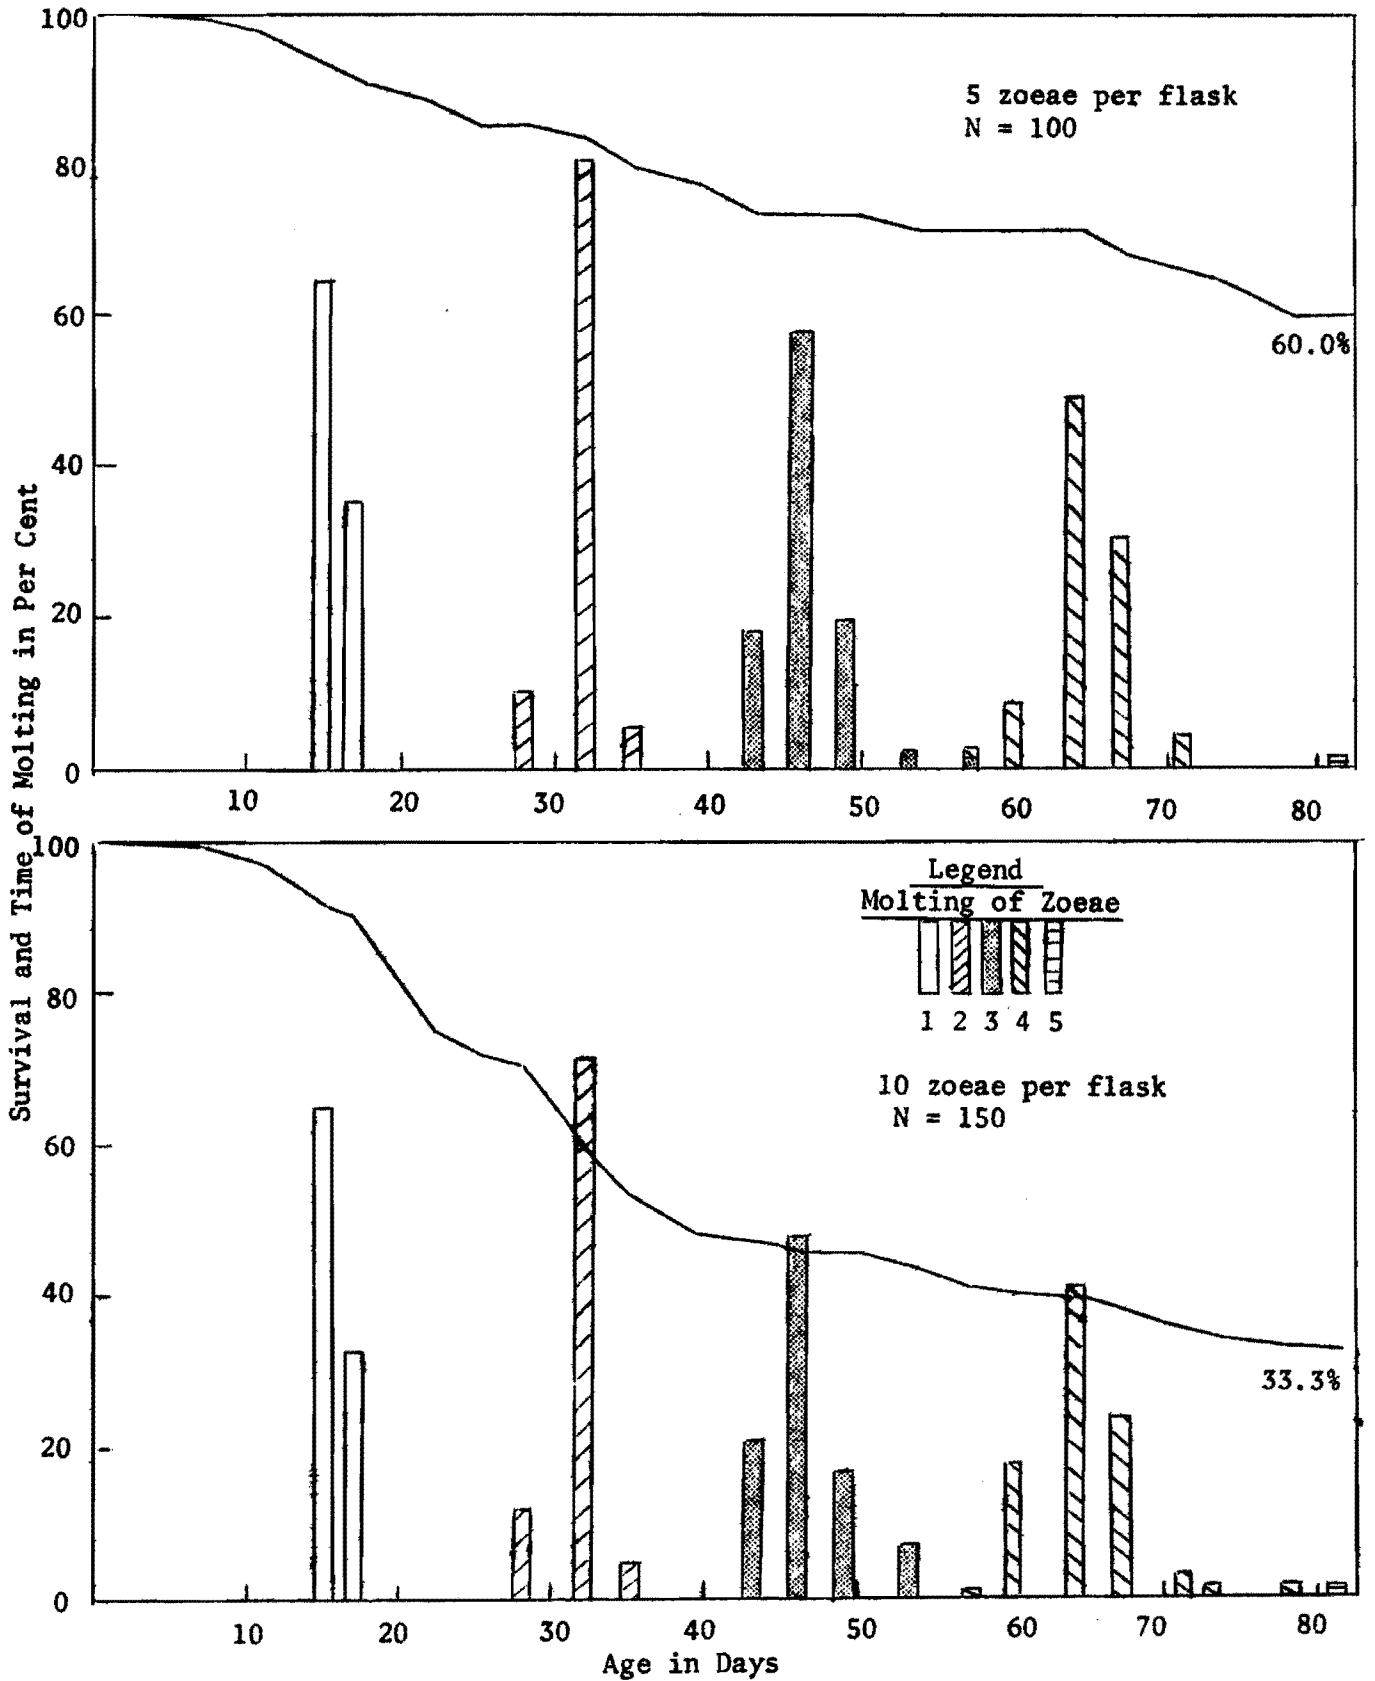 Survival and Time of Molting in Per Cent
100
80
60
40
20
0
5 zoeae per flask
N = 100
60.0%
10 20 30 40 50 60 70 80
100
80
60
40
20
0
Legend
Molting of Zoeae
1 2 3 4 5
10 zoeae per flask
N = 150
33.3%
10 20 30 40 50 60 70 80
Age in Days